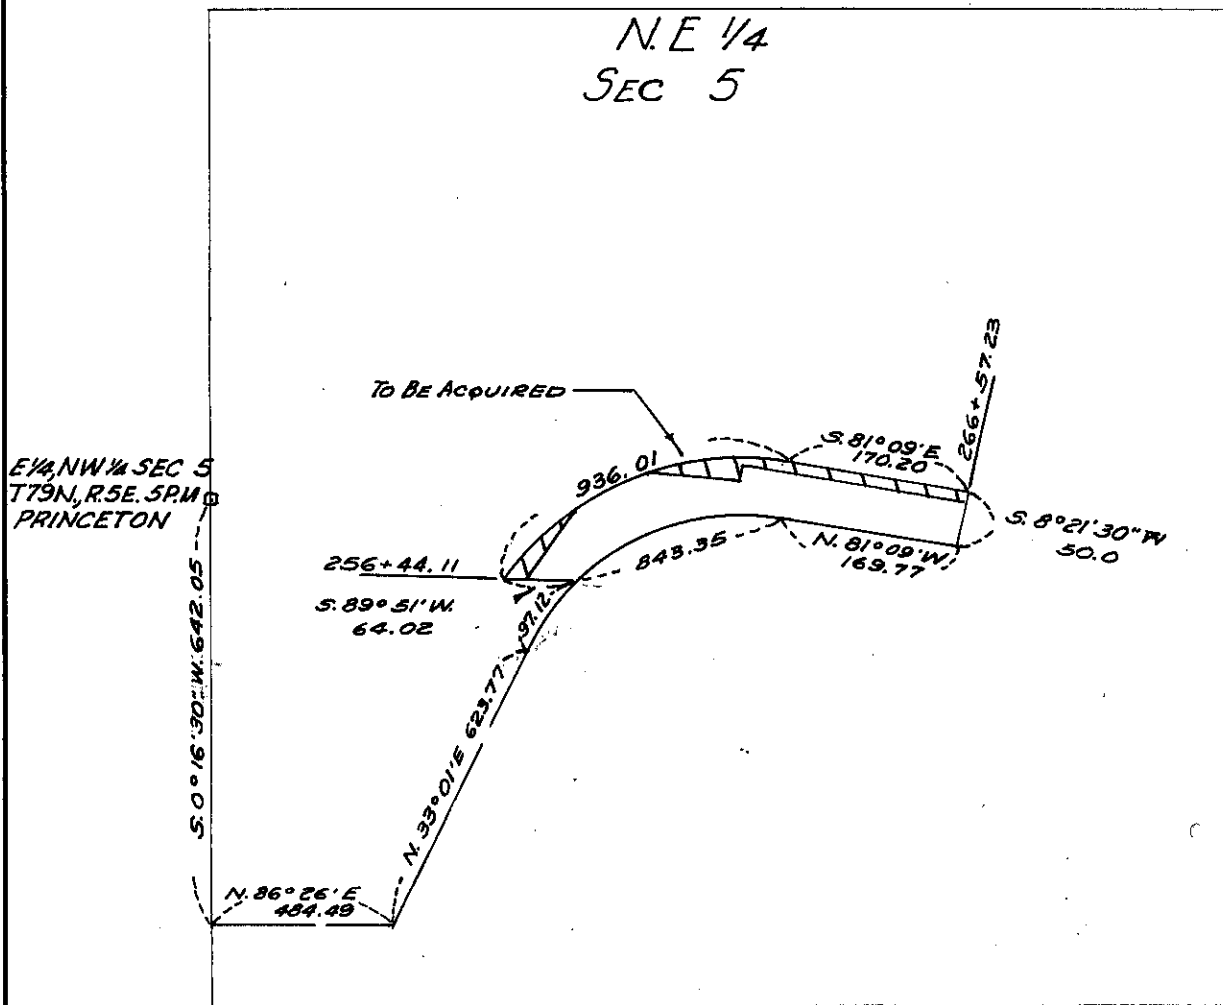 N.E 1/4
SEC 5
TO BE ACQUIRED
936.01
S. 81° 09' E
170.20
266+57.23
E1/4, NW 1/4 SEC 5
T79N., R.5E. 5P.M
PRINCETON
S. 8° 21' 30" W
50.0
N. 81° 09' W
169.77
843.35
256+44.11
S. 89° 51' W.
64.02
97.12
N. 33° 01' E 623.77
S. 0° 16' 30" W. 642.05
N. 86° 26' E
484.49